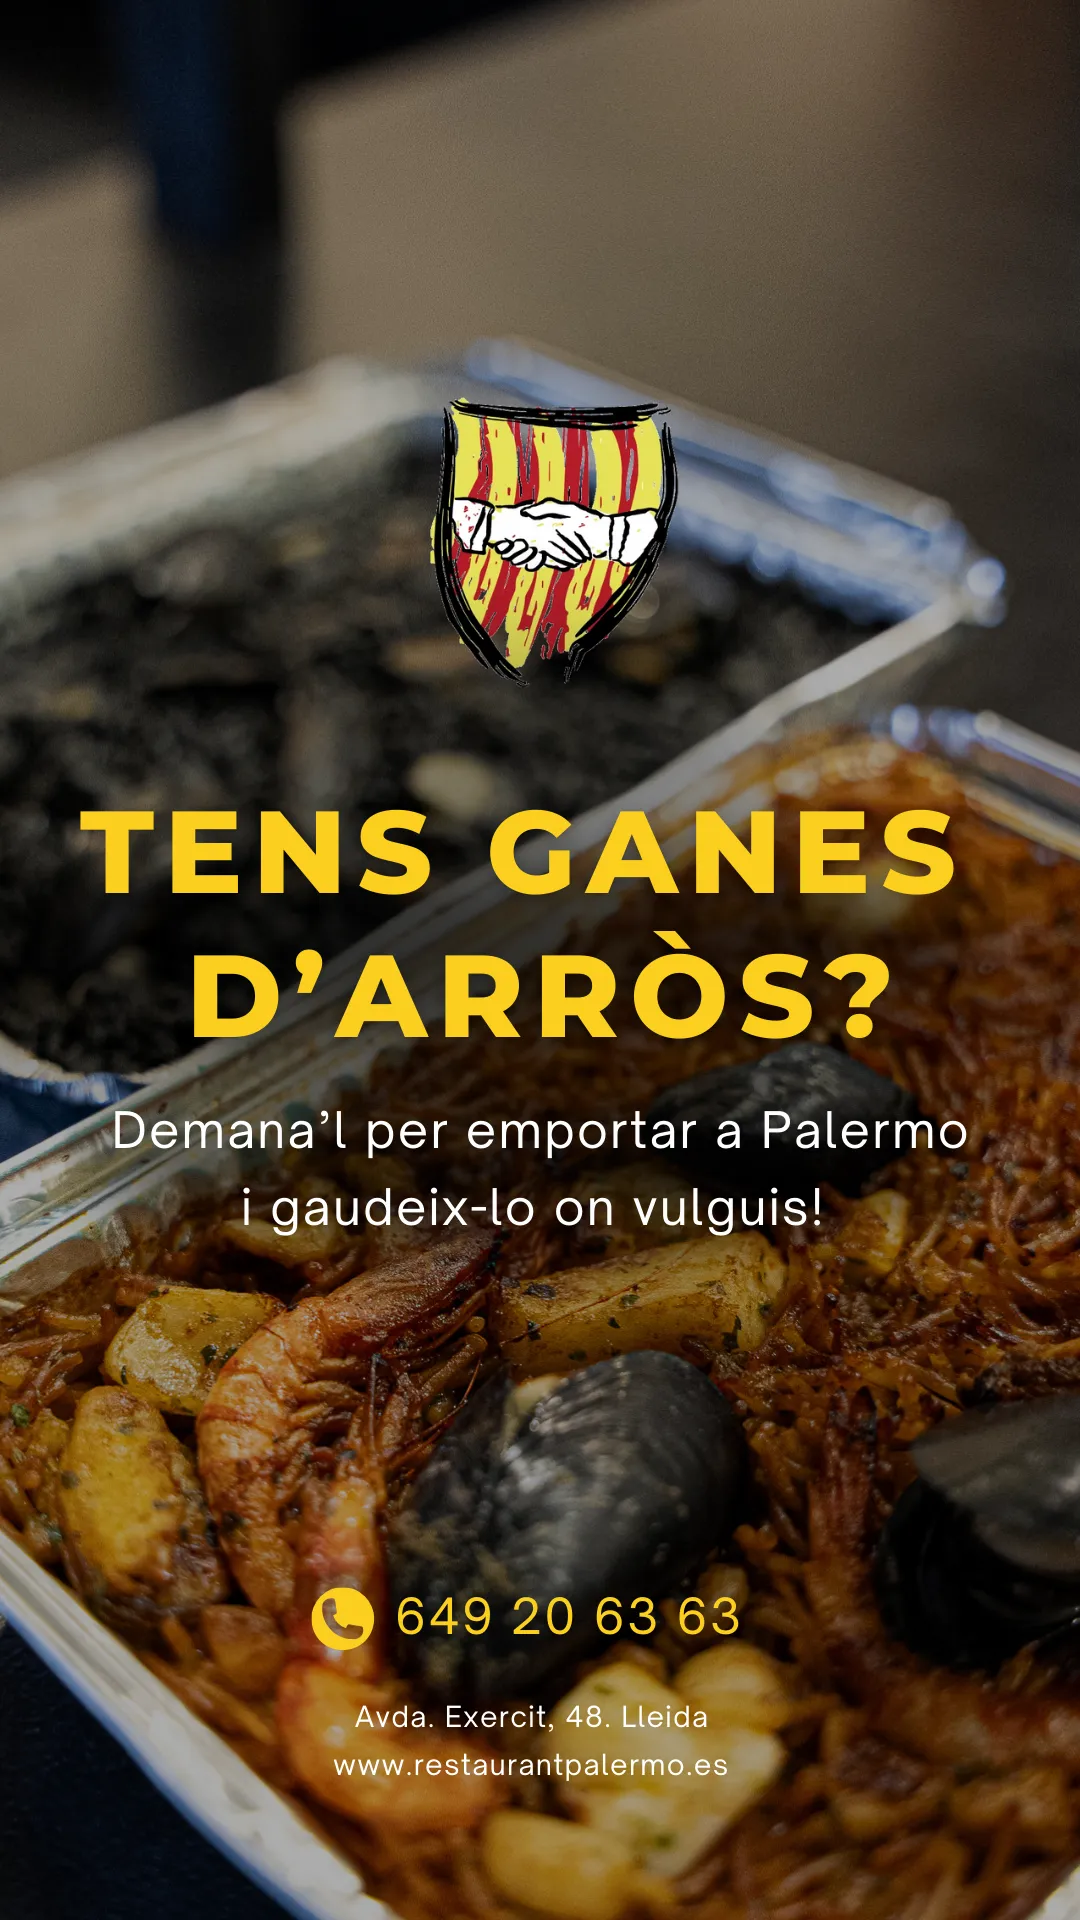 TENS GANES
D’ARRÒS?
Demana’l per emportar a Palermo
i gaudeix-lo on vulguis!
649 20 63 63
Avda. Exercit, 48. Lleida
www.restaurantpalermo.es